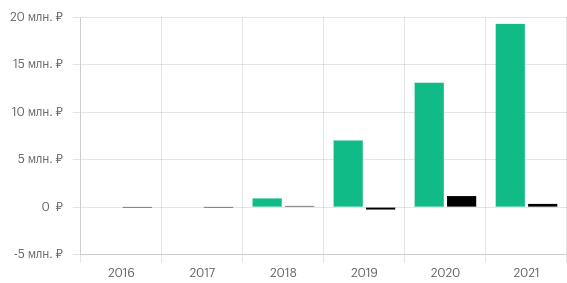 20 млн. ₽
15 млн. ₽
10 млн. ₽
5 млн. ₽
0 ₽
-5 млн. ₽
2016 2017 2018 2019 2020 2021